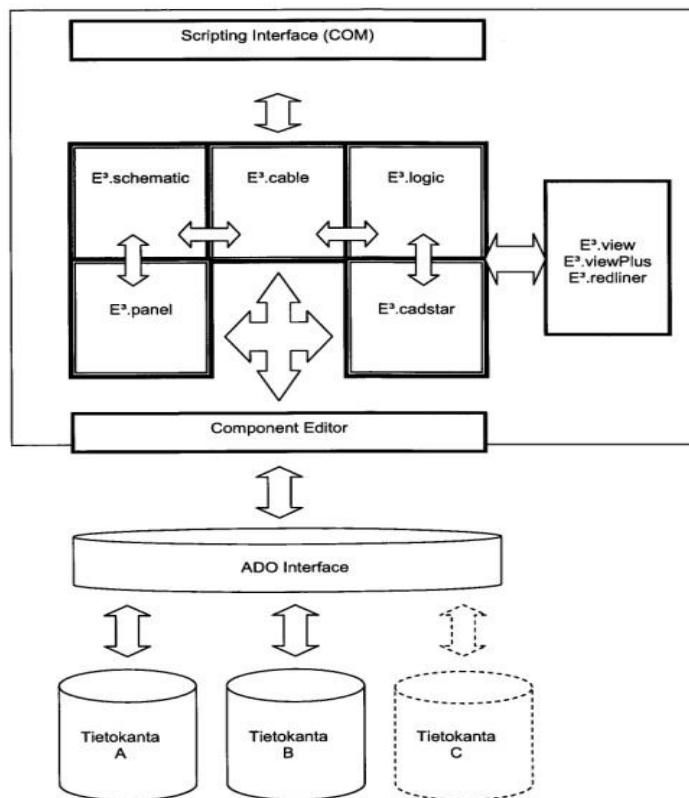 Scripting Interface (COM)
E³.schematic
E³.cable
E³.logic
E³.view
E³.viewPlus
E³.redliner
E³.panel
E³.cadstar
Component Editor
ADO Interface
Tietokanta
A
Tietokanta
B
Tietokanta
C